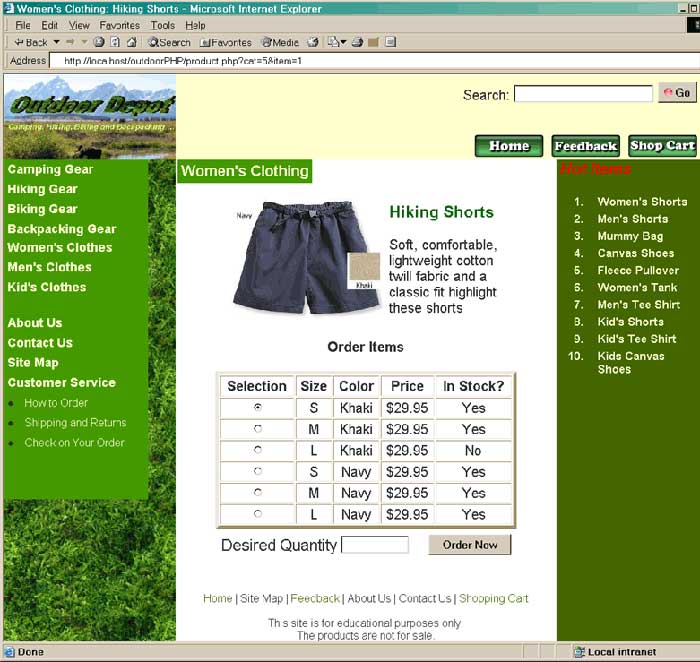 Women's Clothing: Hiking Shorts - Microsoft Internet Explorer
File Edit View Favorites Tools Help
Back Search Favorites Media
Address http://localhost/outdoorPHP/product.php?cat=5&item=1
Outdoor Depot
Camping, Hiking, Biking and Backpacking ...
Search: Go
Home Feedback Shop Cart
Camping Gear
Hiking Gear
Biking Gear
Backpacking Gear
Women's Clothes
Men's Clothes
Kid's Clothes
About Us
Contact Us
Site Map
Customer Service
How to Order
Shipping and Returns
Check on Your Order
Women's Clothing
Navy
Khaki
Hiking Shorts
Soft, comfortable,
lightweight cotton
twill fabric and a
classic fit highlight
these shorts
Order Items
Selection Size Color Price In Stock?
S Khaki $29.95 Yes
M Khaki $29.95 Yes
L Khaki $29.95 No
S Navy $29.95 Yes
M Navy $29.95 Yes
L Navy $29.95 Yes
Desired Quantity Order Now
Home | Site Map | Feedback | About Us | Contact Us | Shopping Cart
This site is for educational purposes only
The products are not for sale.
Hot Items
1. Women's Shorts
2. Men's Shorts
3. Mummy Bag
4. Canvas Shoes
5. Fleece Pullover
6. Women's Tank
7. Men's Tee Shirt
8. Kid's Shorts
9. Kid's Tee Shirt
10. Kids Canvas
Shoes
Done Local intranet